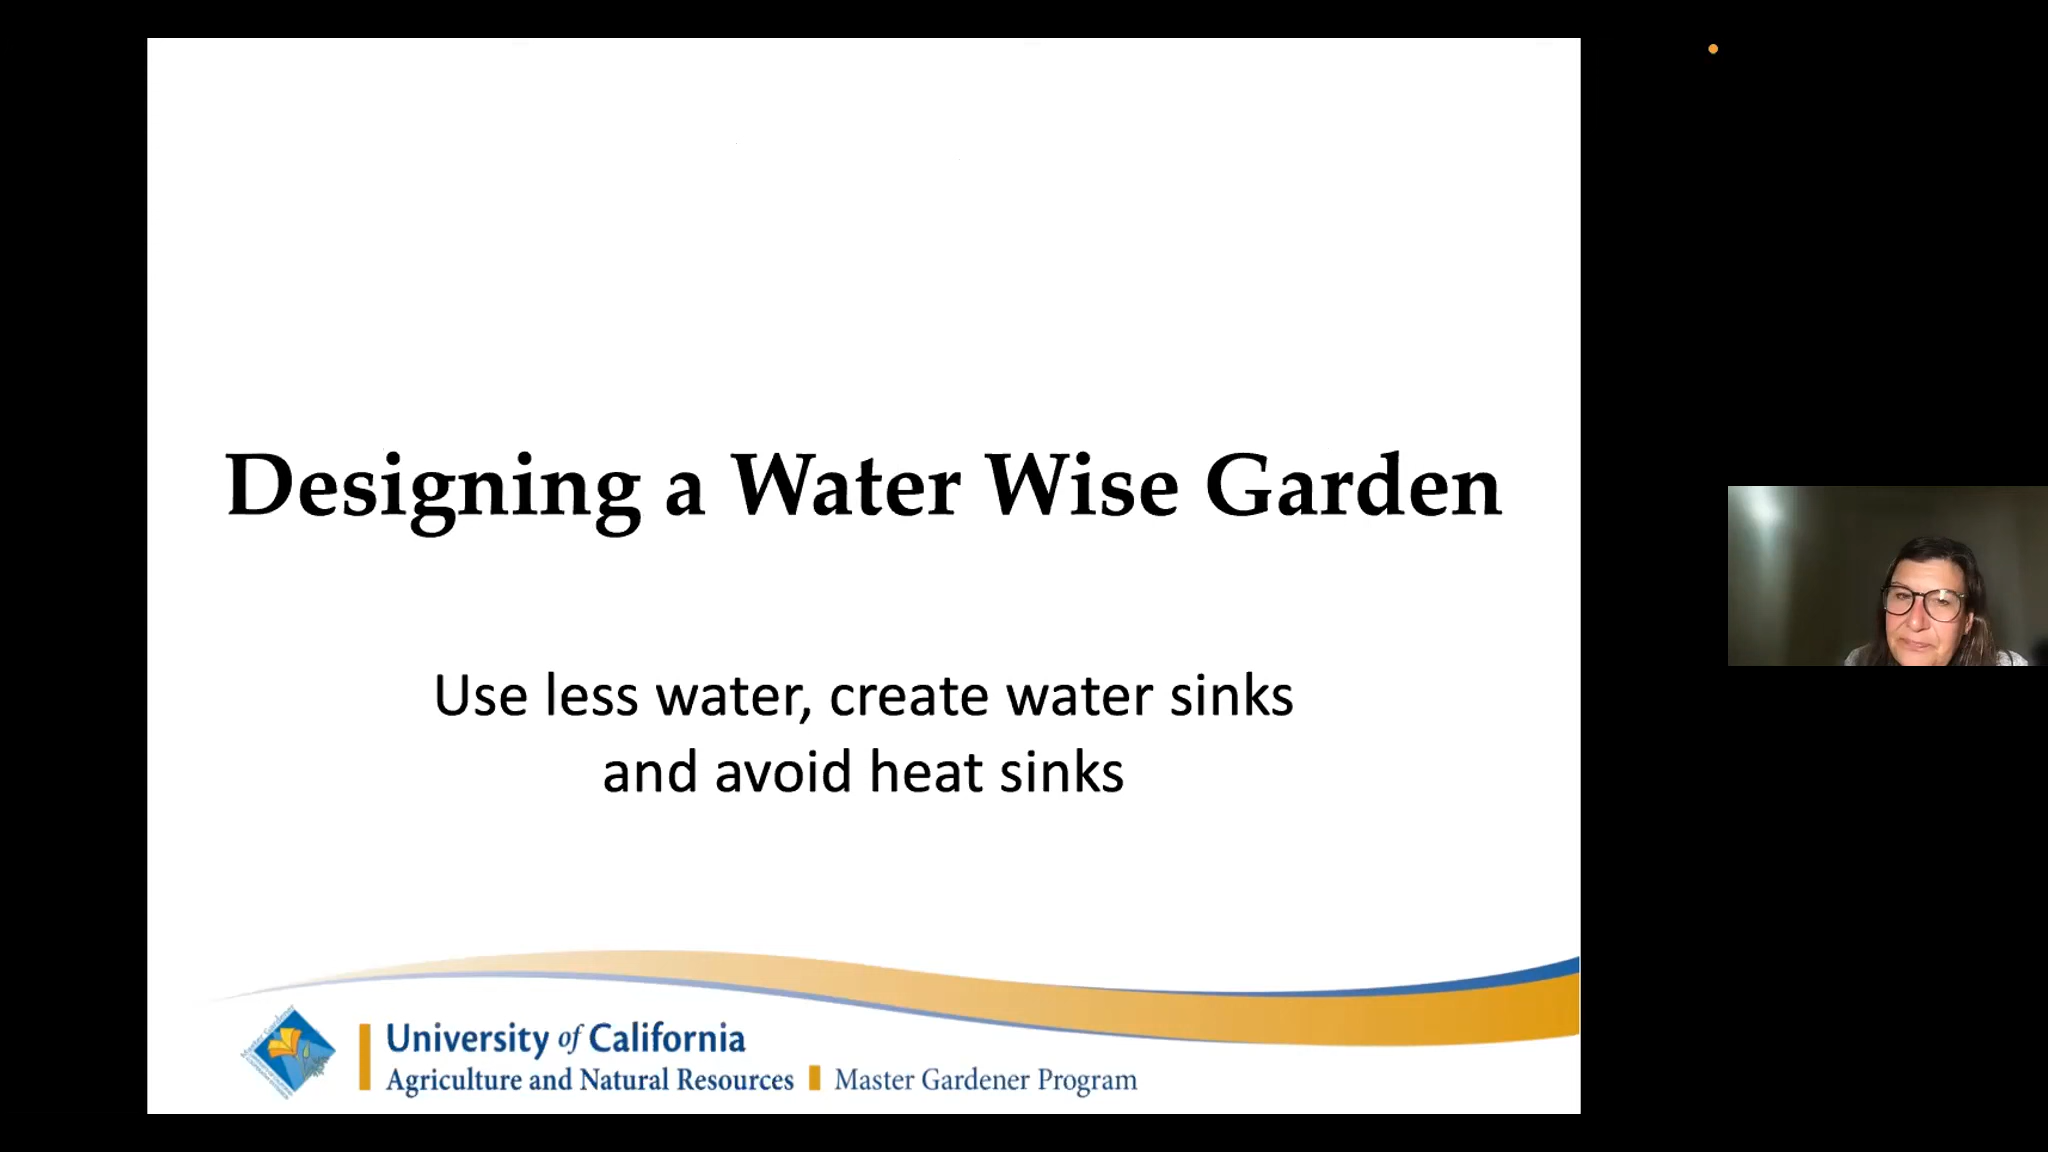 Designing a Water Wise Garden
Use less water, create water sinks
and avoid heat sinks
University of California
Agriculture and Natural Resources
Master Gardener Program